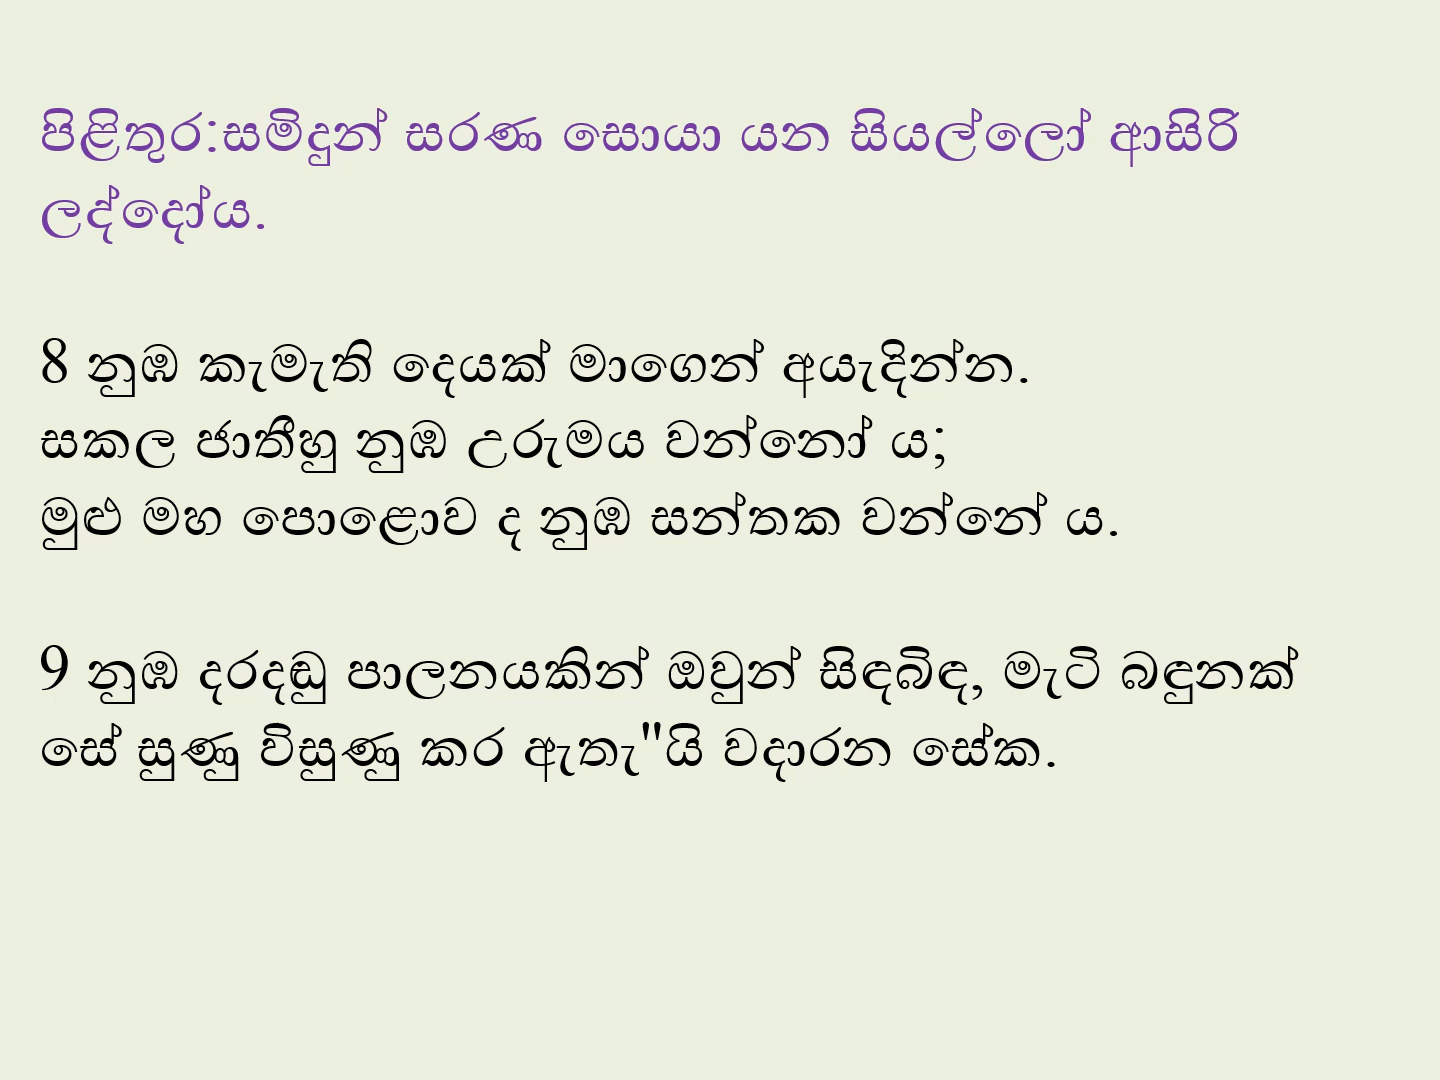 පිළිතුර:සමිදුන් සරණ සොයා යන සියල්ලෝ ආසිරි
ලද්දෝය.
8 නුඹ කැමැති දෙයක් මාගෙන් අයැදින්න.
සකල ජාතීහු නුඹ උරුමය වන්නෝ ය;
මුළු මහ පොළොව ද නුඹ සන්තක වන්නේ ය.
9 නුඹ දරදඬු පාලනයකින් ඔවුන් සිඳබිඳ, මැටි බඳුනක්
සේ සුණු විසුණු කර ඇතැ"යි වදාරන සේක.